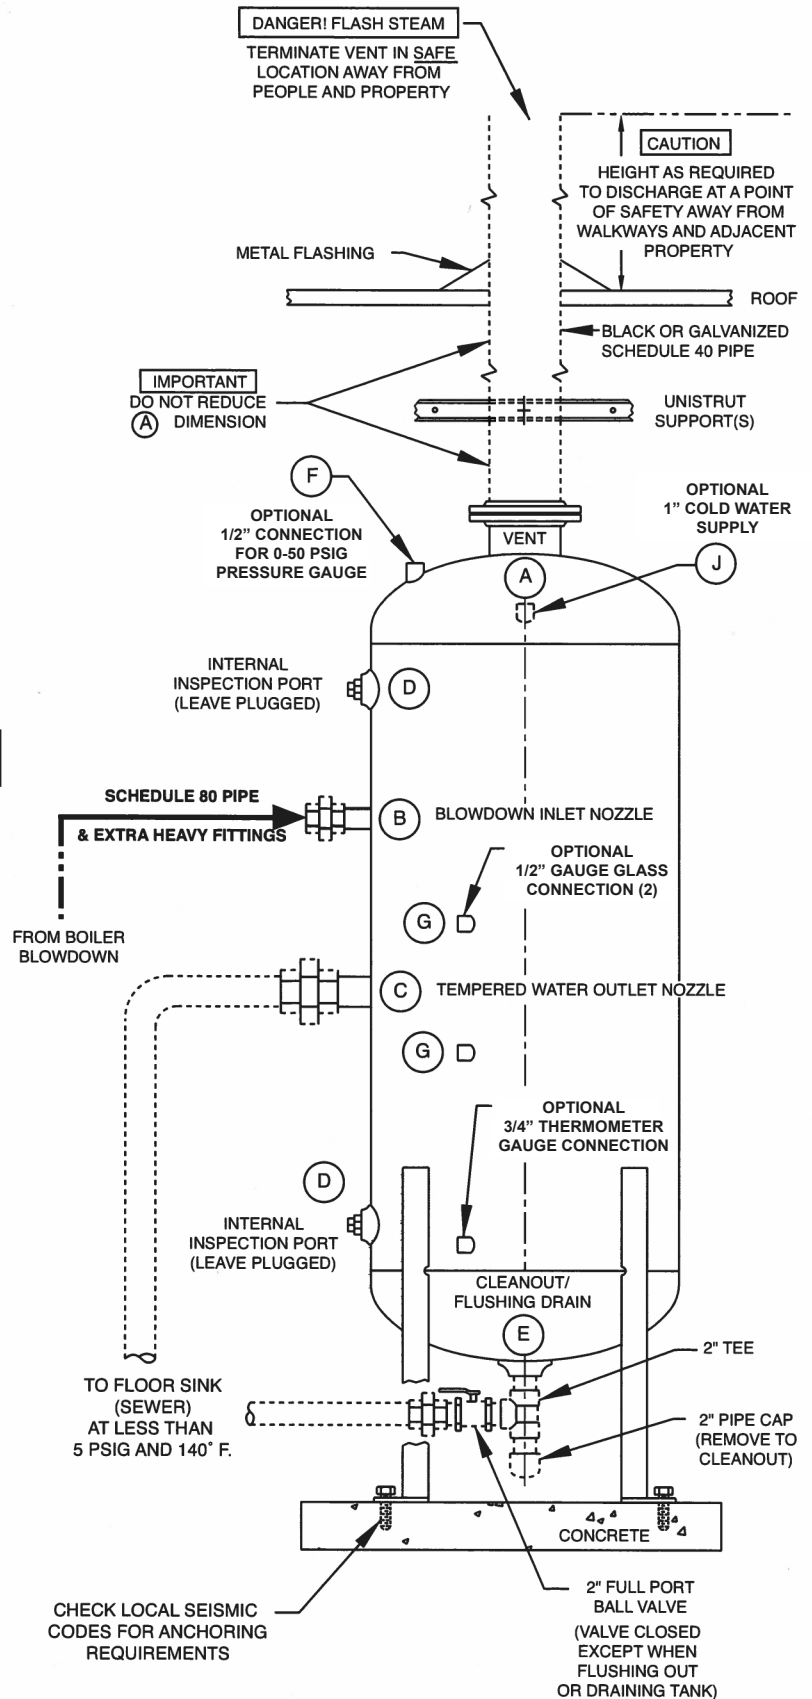 DANGER! FLASH STEAM
TERMINATE VENT IN SAFE
LOCATION AWAY FROM
PEOPLE AND PROPERTY
CAUTION
HEIGHT AS REQUIRED
TO DISCHARGE AT A POINT
OF SAFETY AWAY FROM
WALKWAYS AND ADJACENT
PROPERTY
METAL FLASHING
ROOF
BLACK OR GALVANIZED
SCHEDULE 40 PIPE
IMPORTANT
DO NOT REDUCE
A DIMENSION
UNISTRUT
SUPPORT(S)
F
OPTIONAL
1/2" CONNECTION
FOR 0-50 PSIG
PRESSURE GAUGE
OPTIONAL
1" COLD WATER
SUPPLY
J
VENT
A
INTERNAL
INSPECTION PORT
(LEAVE PLUGGED)
D
SCHEDULE 80 PIPE
& EXTRA HEAVY FITTINGS
B
BLOWDOWN INLET NOZZLE
FROM BOILER
BLOWDOWN
OPTIONAL
1/2" GAUGE GLASS
CONNECTION (2)
G
C
TEMPERED WATER OUTLET NOZZLE
G
OPTIONAL
3/4" THERMOMETER
GAUGE CONNECTION
D
INTERNAL
INSPECTION PORT
(LEAVE PLUGGED)
CLEANOUT/
FLUSHING DRAIN
E
2" TEE
TO FLOOR SINK
(SEWER)
AT LESS THAN
5 PSIG AND 140° F.
2" PIPE CAP
(REMOVE TO
CLEANOUT)
CONCRETE
CHECK LOCAL SEISMIC
CODES FOR ANCHORING
REQUIREMENTS
2" FULL PORT
BALL VALVE
(VALVE CLOSED
EXCEPT WHEN
FLUSHING OUT
OR DRAINING TANK)